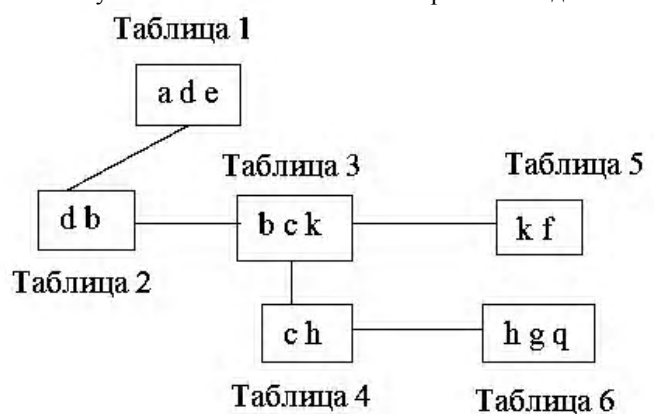 Таблица 1
a d e
Таблица 3
Таблица 5
d b
b c k
k f
Таблица 2
c h
h g q
Таблица 4
Таблица 6